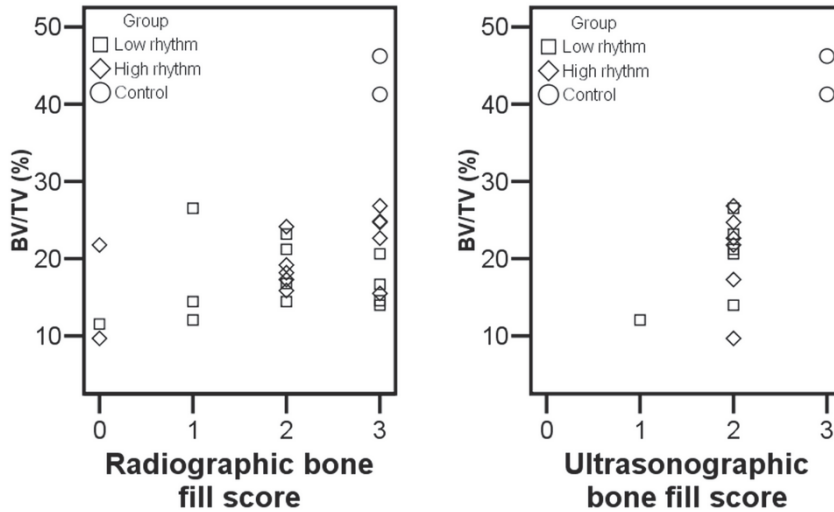 50
40
30
20
10
BV/TV (%)
Group
Low rhythm
High rhythm
Control
0 1 2 3
Radiographic bone
fill score
50
40
30
20
10
BV/TV (%)
Group
Low rhythm
High rhythm
Control
0 1 2 3
Ultrasonographic
bone fill score